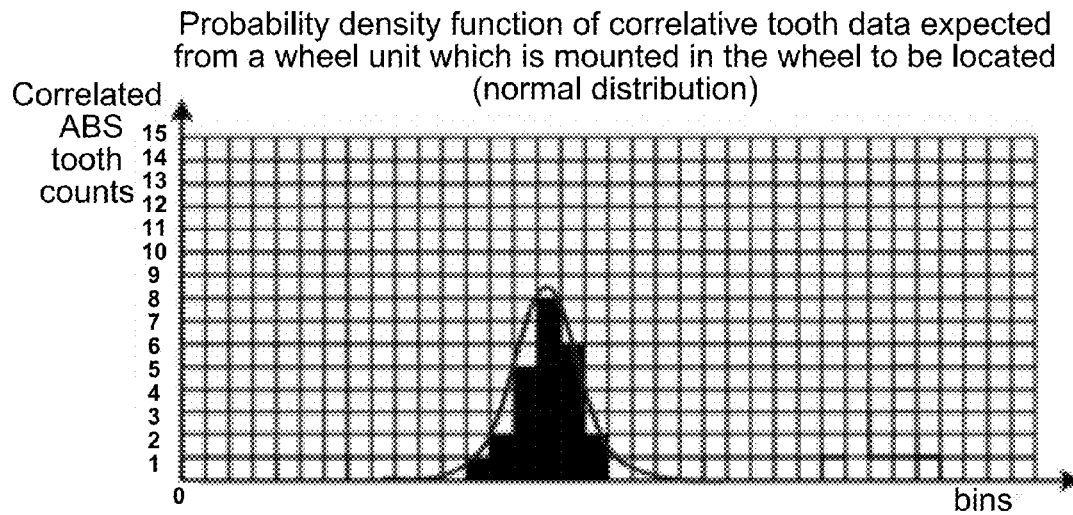 Probability density function of correlative tooth data expected
from a wheel unit which is mounted in the wheel to be located
(normal distribution)
Correlated
ABS
tooth
counts
15
14
13
12
11
10
9
8
7
6
5
4
3
2
1
0
bins